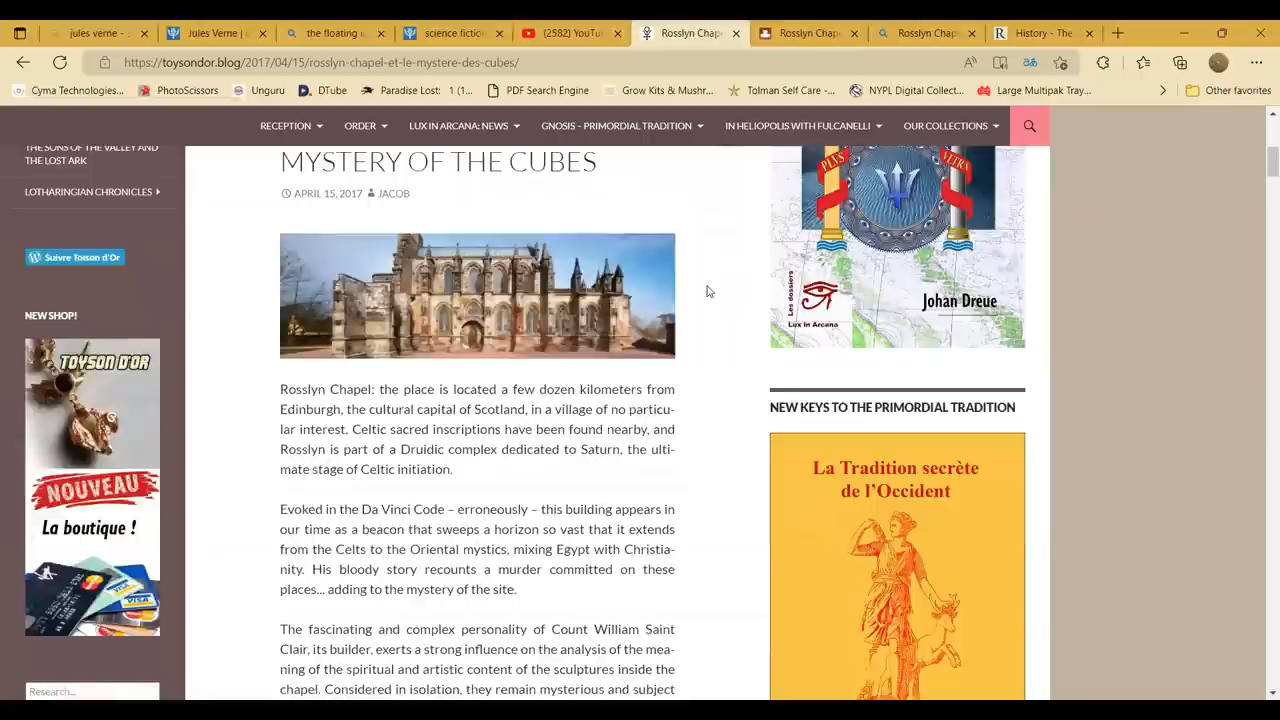 jules verne - :
Jules Verne |
the floating i
science fiction
(2582) YouTu
Rosslyn Chape
Rosslyn Chape
Rosslyn Chape
History - The
https://toysondor.blog/2017/04/15/rosslyn-chapel-et-le-mystere-des-cubes/
Cyma Technologies...
PhotoScissors
Unguru
DTube
Paradise Lost: 1 (1...
PDF Search Engine
Grow Kits & Mushr...
Tolman Self Care -...
NYPL Digital Collect...
Large Multipak Tray...
Other favorites
RECEPTION
ORDER
LUX IN ARCANA: NEWS
GNOSIS – PRIMORDIAL TRADITION
IN HELIOPOLIS WITH FULCANELLI
OUR COLLECTIONS
THE SONS OF THE VALLEY AND
THE LOST ARK
LOTHARINGIAN CHRONICLES
Suivre Toison d'Or
NEW SHOP!
TOYSON D'OR
NOUVEAU
La boutique !
VISA
VISA
Research...
MYSTERY OF THE CUBES
APRIL 15, 2017 JACOB
Rosslyn Chapel: the place is located a few dozen kilometers from
Edinburgh, the cultural capital of Scotland, in a village of no particu-
lar interest. Celtic sacred inscriptions have been found nearby, and
Rosslyn is part of a Druidic complex dedicated to Saturn, the ulti-
mate stage of Celtic initiation.
Evoked in the Da Vinci Code – erroneously – this building appears in
our time as a beacon that sweeps a horizon so vast that it extends
from the Celts to the Oriental mystics, mixing Egypt with Christia-
nity. His bloody story recounts a murder committed on these
places... adding to the mystery of the site.
The fascinating and complex personality of Count William Saint
Clair, its builder, exerts a strong influence on the analysis of the mea-
ning of the spiritual and artistic content of the sculptures inside the
chapel. Considered in isolation, they remain mysterious and subject
PLUS
VLTRA
Les dossiers
Lux in Arcana
Johan Dreue
NEW KEYS TO THE PRIMORDIAL TRADITION
La Tradition secrète
de l'Occident